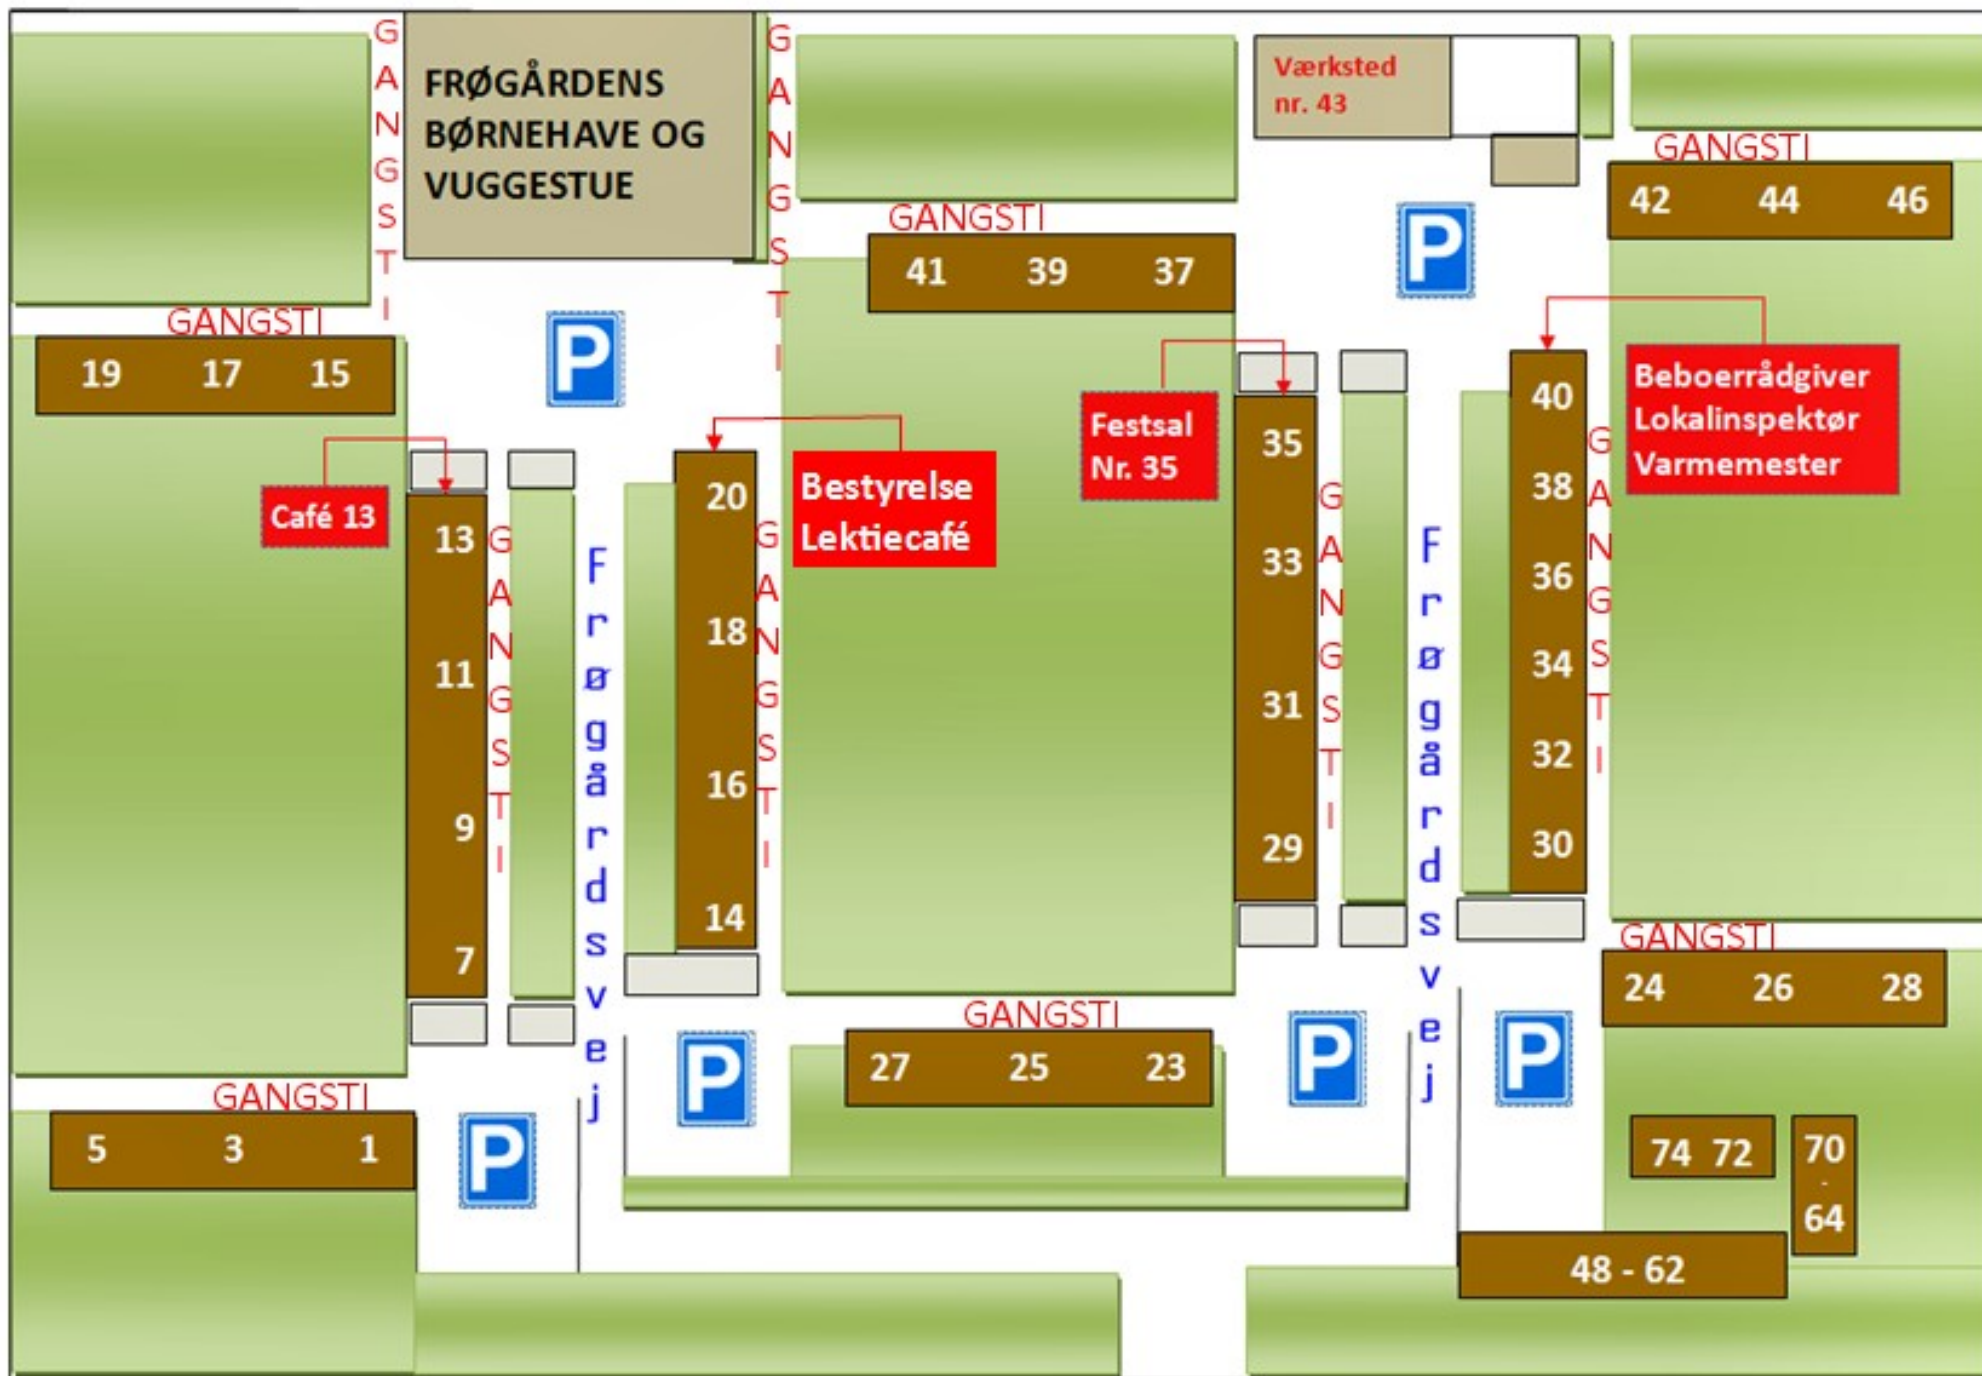 GANGSTI
FRØGÅRDENS
BØRNEHAVE OG
VUGGESTUE
GANGSTI
Værksted
nr. 43
GANGSTI
42 44 46
P
GANGSTI
41 39 37
GANGSTI
19 17 15
P
Café 13
13
11
9
7
GANGSTI
Frøgårdsvej
20
18
16
14
GANGSTI
Bestyrelse
Lektiecafé
Festsal
Nr. 35
35
33
31
29
GANGSTI
Frøgårdsvej
40
38
36
34
32
30
GANGSTI
Beboerrådgiver
Lokalinspektør
Varmemester
GANGSTI
24 26 28
GANGSTI
27 25 23
P
P
P
GANGSTI
5 3 1
P
74 72
70
-
64
48 - 62